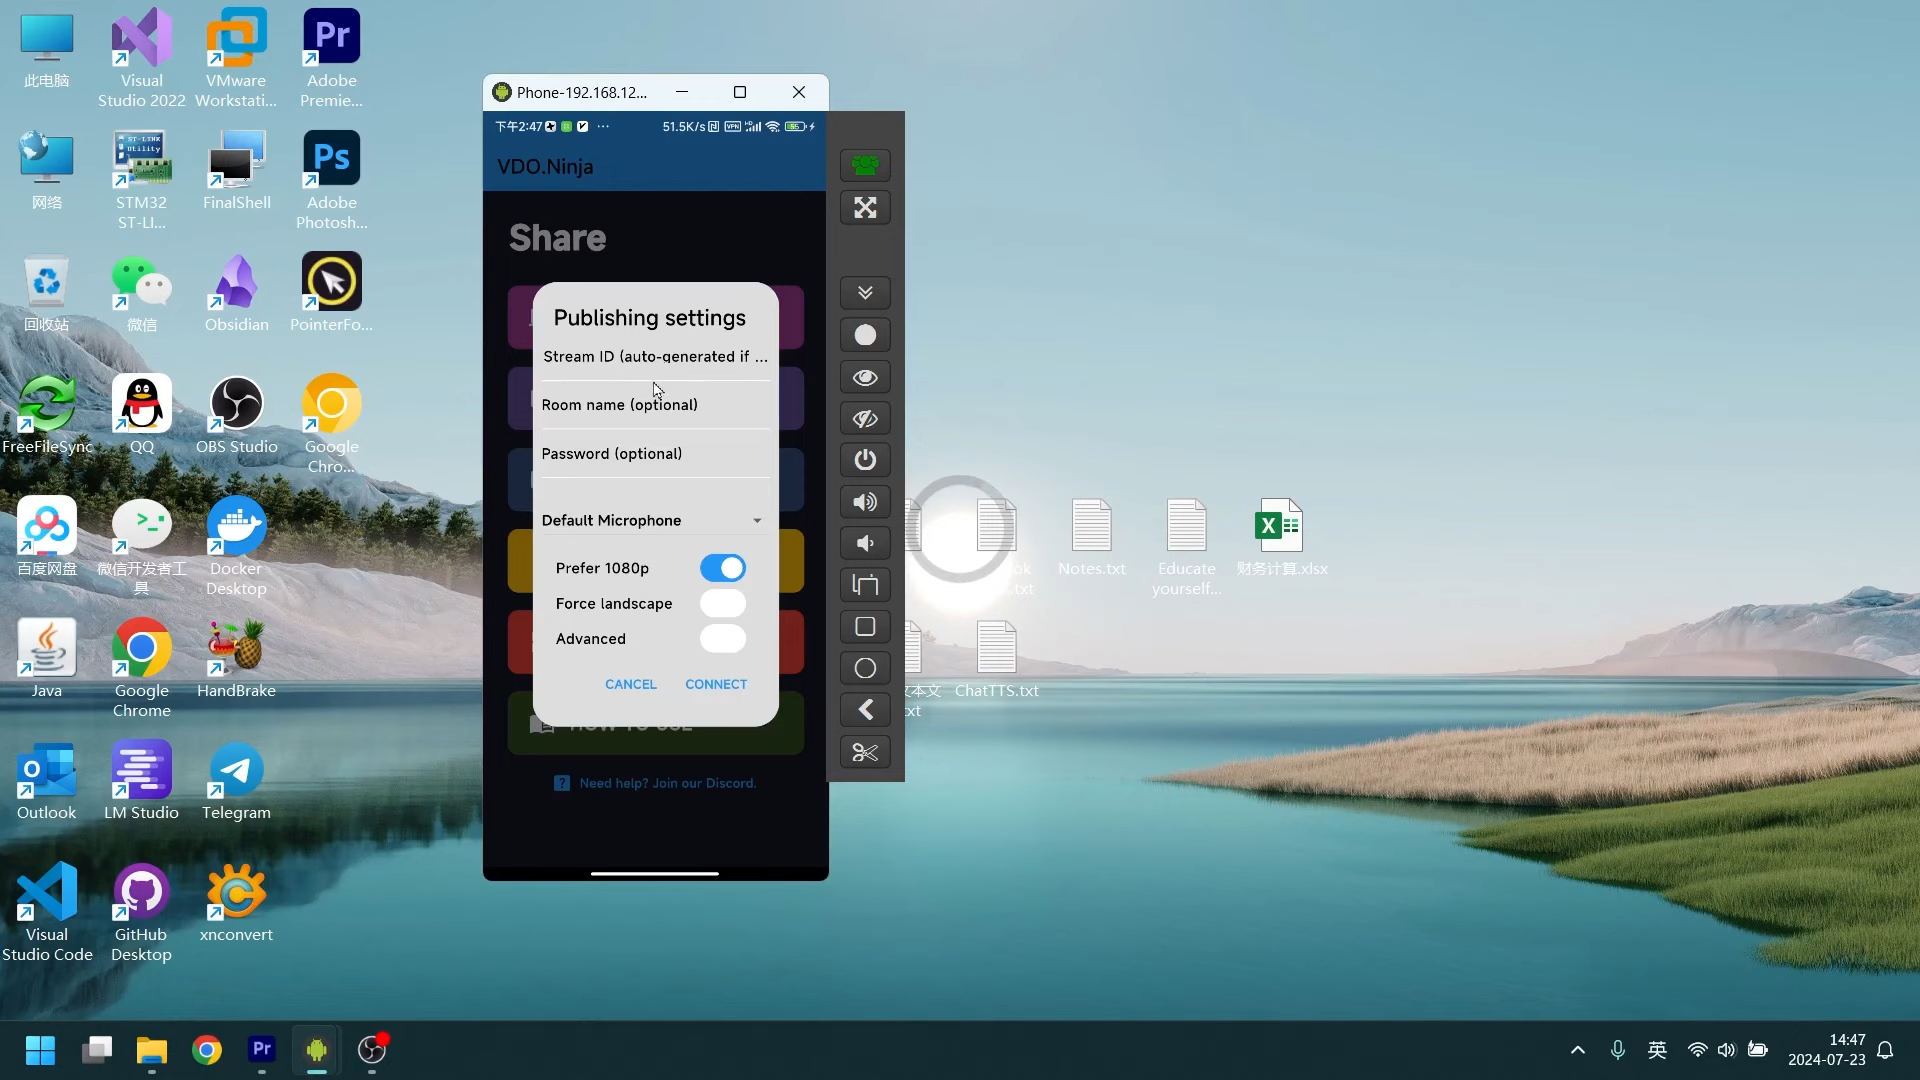 此电脑
Visual
Studio 2022
VMware
Workstati...
Adobe
Premie...
网络
STM32
ST-LI...
FinalShell
Adobe
Photosh...
回收站
微信
Obsidian
PointerFo...
FreeFileSync
QQ
OBS Studio
Google
Chro...
百度网盘
微信开发者工
具
Docker
Desktop
Java
Google
Chrome
HandBrake
Outlook
LM Studio
Telegram
Visual
Studio Code
GitHub
Desktop
xnconvert
Phone-192.168.12...
下午2:47
51.5K/s
VPN
VDO.Ninja
Share
Publishing settings
Stream ID (auto-generated if ...
Room name (optional)
Password (optional)
Default Microphone
Prefer 1080p
Force landscape
Advanced
CANCEL
CONNECT
HOW TO USE
Need help? Join our Discord.
Notes.txt
Educate
yourself...
财务计算.xlsx
ChatTTS.txt
英
14:47
2024-07-23